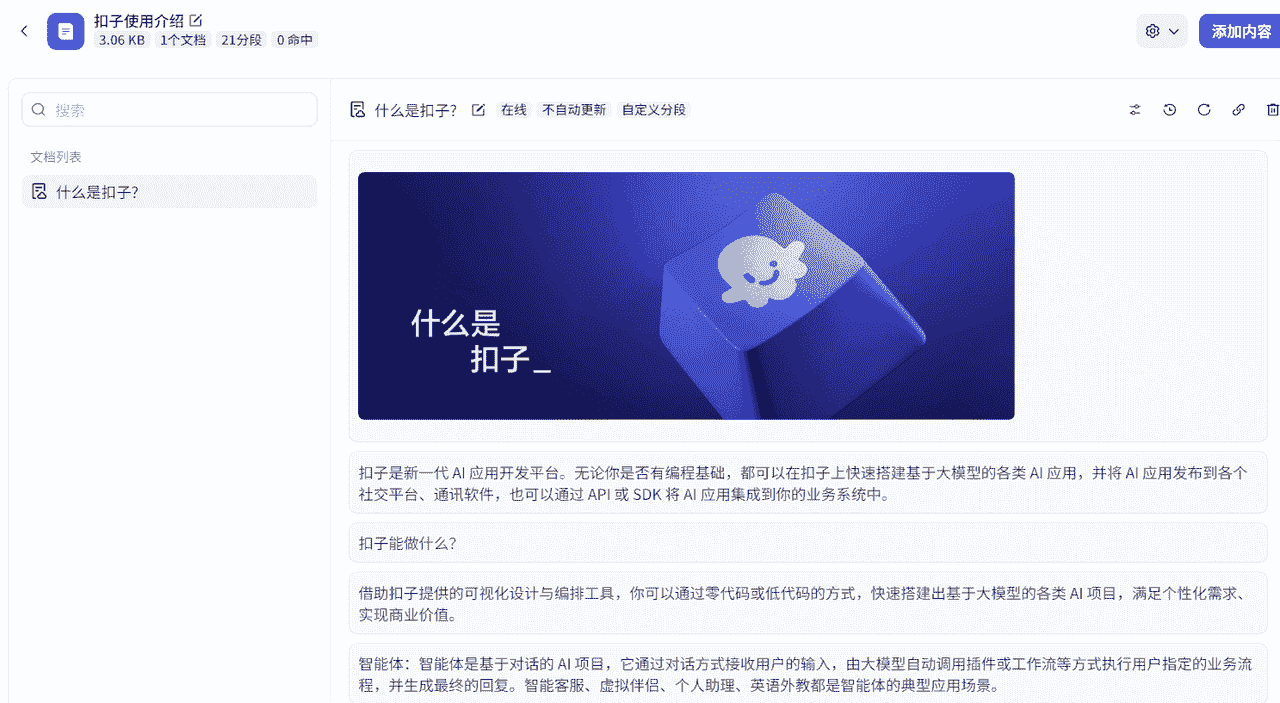 扣子使用介绍
3.06 KB 1个文档 21分段 0 命中
添加内容
搜索
文档列表
什么是扣子?
什么是扣子? 在线 不自动更新 自定义分段
什么是
扣子_
扣子是新一代 AI 应用开发平台。无论你是否有编程基础，都可以在扣子上快速搭建基于大模型的各类 AI 应用，并将 AI 应用发布到各个
社交平台、通讯软件，也可以通过 API 或 SDK 将 AI 应用集成到你的业务系统中。
扣子能做什么?
借助扣子提供的可视化设计与编排工具，你可以通过零代码或低代码的方式，快速搭建出基于大模型的各类 AI 项目，满足个性化需求、
实现商业价值。
智能体：智能体是基于对话的 AI 项目，它通过对话方式接收用户的输入，由大模型自动调用插件或工作流等方式执行用户指定的业务流
程，并生成最终的回复。智能客服、虚拟伴侣、个人助理、英语外教都是智能体的典型应用场景。